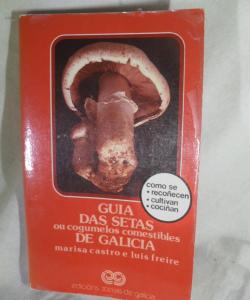 GUIA
DAS SETAS
ou cogumelos comestibles
DE GALICIA
marisa castro e luis freire
como se
• recoñecen
• cultivan
• cociñan
edicións xerais de galicia